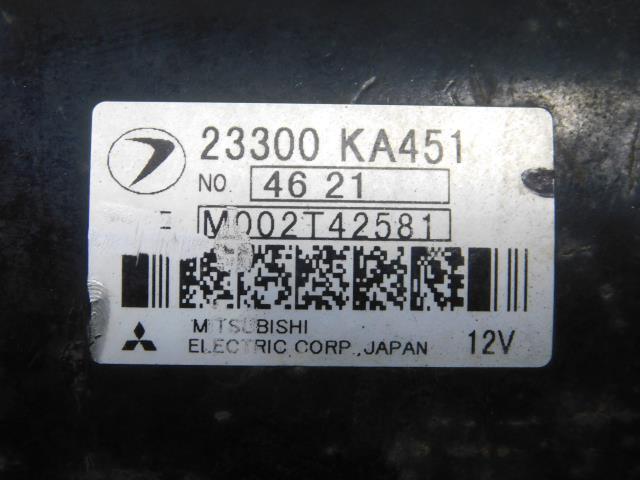 23300 KA451
NO. 46 21
M002T42581
MITSUBISHI
ELECTRIC CORP., JAPAN 12V